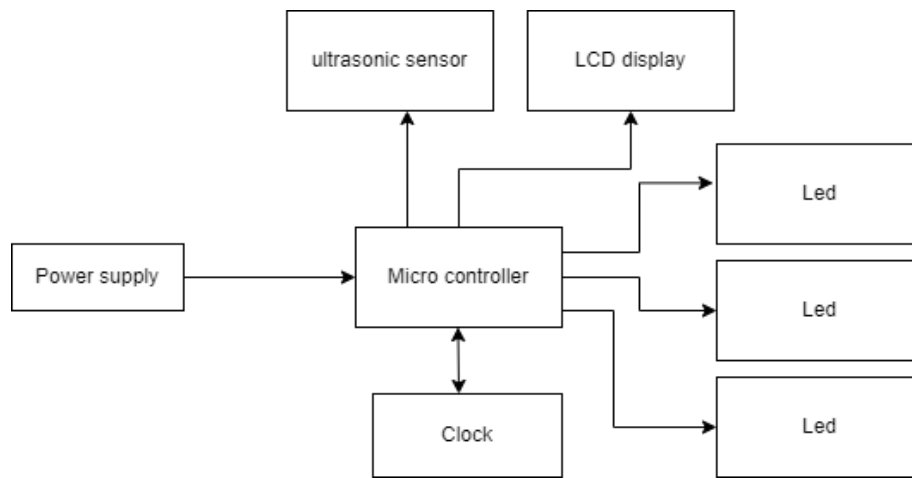 ultrasonic sensor
LCD display
Led
Power supply
Micro controller
Led
Clock
Led